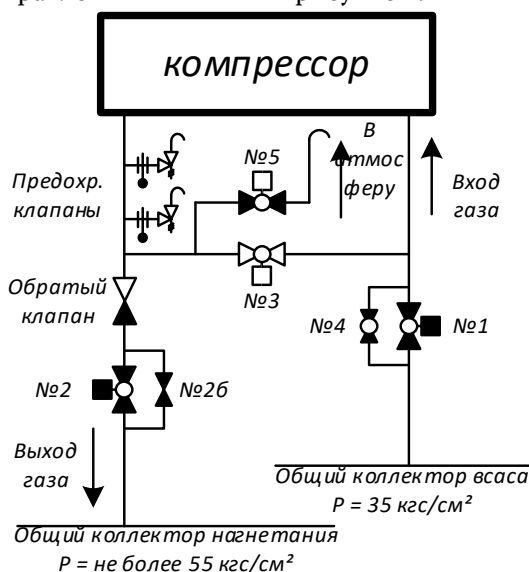 компрессор
№5
В
атмос
феру
Предохр.
клапаны
Вход
газа
№3
Обратый
клапан
№4
№1
№2
№2б
Выход
газа
Общий коллектор всаса
P = 35 кгс/см²
Общий коллектор нагнетания
P = не более 55 кгс/см²